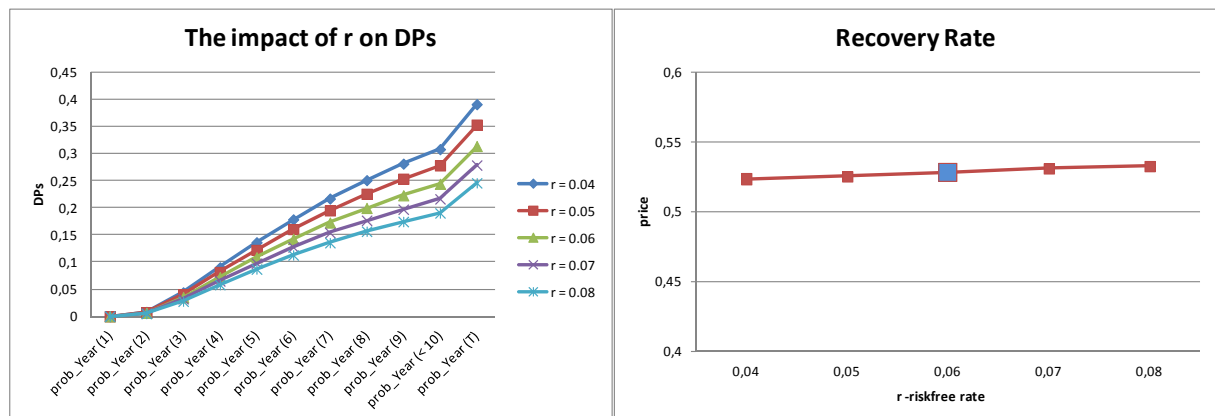 The impact of r on DPs
DPs
0,45
0,4
0,35
0,3
0,25
0,2
0,15
0,1
0,05
0
prob_Year (1)
prob_Year (2)
prob_Year (3)
prob_Year (4)
prob_Year (5)
prob_Year (6)
prob_Year (7)
prob_Year (8)
prob_Year (9)
prob_Year (< 10)
prob_Year (T)
r = 0.04
r = 0.05
r = 0.06
r = 0.07
r = 0.08
Recovery Rate
price
0,6
0,55
0,5
0,45
0,4
0,04 0,05 0,06 0,07 0,08
r -riskfree rate